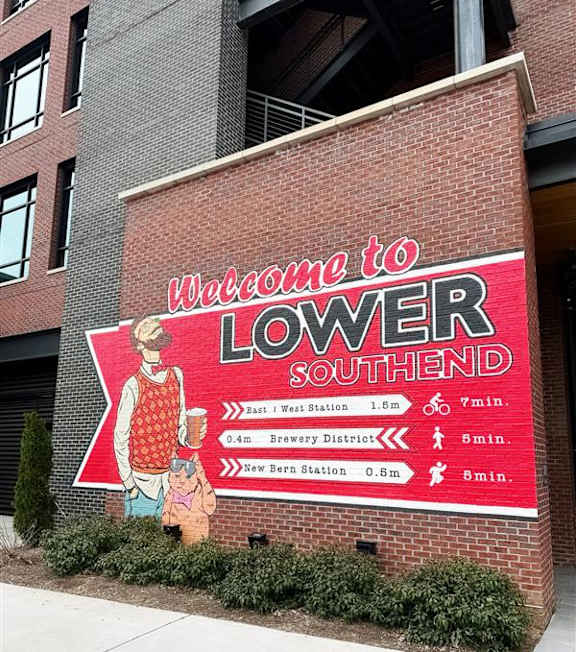 Welcome to
LOWER
SOUTHEND
East : West Station 1.5m 7min.
0.4m Brewery District 5min.
New Bern Station 0.5m 5min.